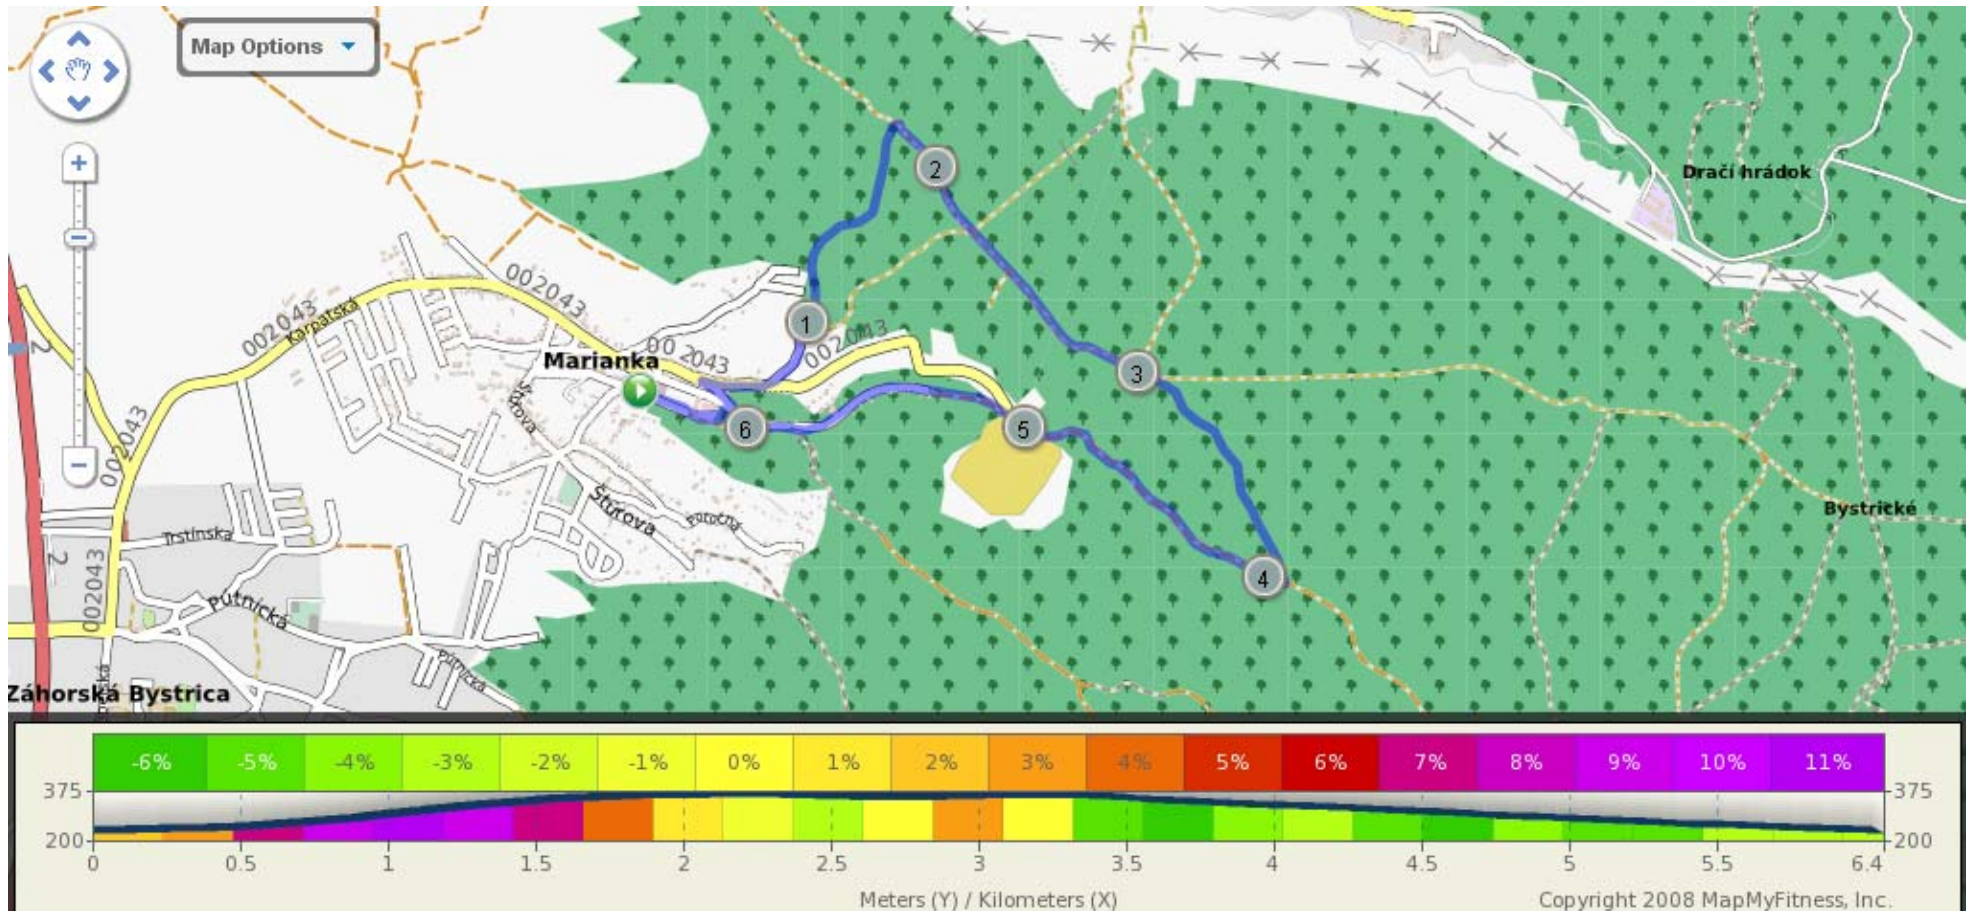 Map Options
2
Dračí hrádok
002043
002043
Karpatská
1
002043
00 2043
Marianka
3
2
Štúrova
002043
5
6
4
Bystrické
Štúrova
Potočná
Trstínska
2
002043
Pútnická
Pútnická
Záhorská Bystrica
-6% -5% -4% -3% -2% -1% 0% 1% 2% 3% 4% 5% 6% 7% 8% 9% 10% 11%
375 375
200 200
0 0.5 1 1.5 2 2.5 3 3.5 4 4.5 5 5.5 6.4
Meters (Y) / Kilometers (X)
Copyright 2008 MapMyFitness, Inc.